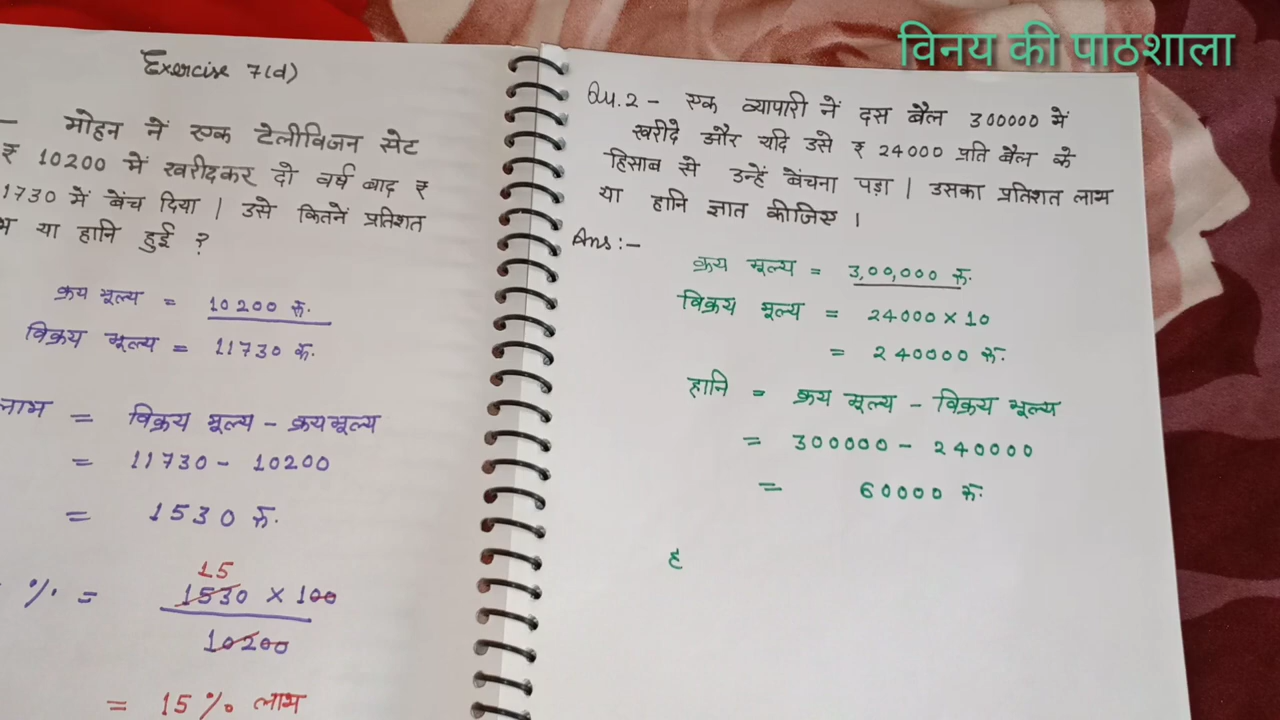 विनय की पाठशाला
Exercise 7(d)
मोहन नें एक टेलीविजन सेट
₹ 10200 में खरीदकर दो वर्ष बाद ₹
1730 में बेंच दिया । उसे कितनें प्रतिशत
या हानि हुई ?
क्रय मूल्य = 10200 रु.
विक्रय मूल्य = 11730 रु.
लाभ = विक्रय मूल्य - क्रयमूल्य
= 11730 - 10200
= 1530 रु.
15
% = 1530 × 100
10200
= 15 % लाभ
Qu.2 - एक व्यापारी नें दस बैल 300000 में
खरीदे और यदि उसे ₹ 24000 प्रति बैल के
हिसाब से उन्हें बेंचना पड़ा । उसका प्रतिशत लाभ
या हानि ज्ञात कीजिए ।
Ans :-
क्रय मूल्य = 3,00,000 रु.
विक्रय मूल्य = 24000 × 10
= 240000 रु.
हानि = क्रय मूल्य - विक्रय मूल्य
= 300000 - 240000
= 60000 रु.
ह